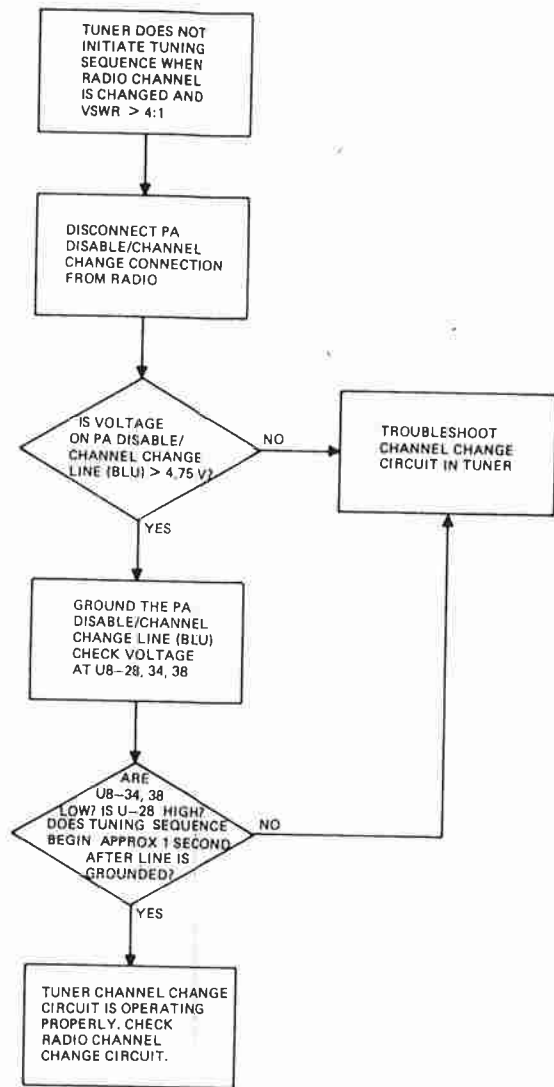 TUNER DOES NOT
INITIATE TUNING
SEQUENCE WHEN
RADIO CHANNEL
IS CHANGED AND
VSWR > 4:1
DISCONNECT PA
DISABLE/CHANNEL
CHANGE CONNECTION
FROM RADIO
IS VOLTAGE
ON PA DISABLE/
CHANNEL CHANGE
LINE (BLU) > 4.75 V?
NO
TROUBLESHOOT
CHANNEL CHANGE
CIRCUIT IN TUNER
YES
GROUND THE PA
DISABLE/CHANNEL
CHANGE LINE (BLU)
CHECK VOLTAGE
AT U8-28, 34, 38
ARE
U8-34, 38
LOW? IS U-28 HIGH?
DOES TUNING SEQUENCE
BEGIN APPROX 1 SECOND
AFTER LINE IS
GROUNDED?
NO
YES
TUNER CHANNEL CHANGE
CIRCUIT IS OPERATING
PROPERLY. CHECK
RADIO CHANNEL
CHANGE CIRCUIT.